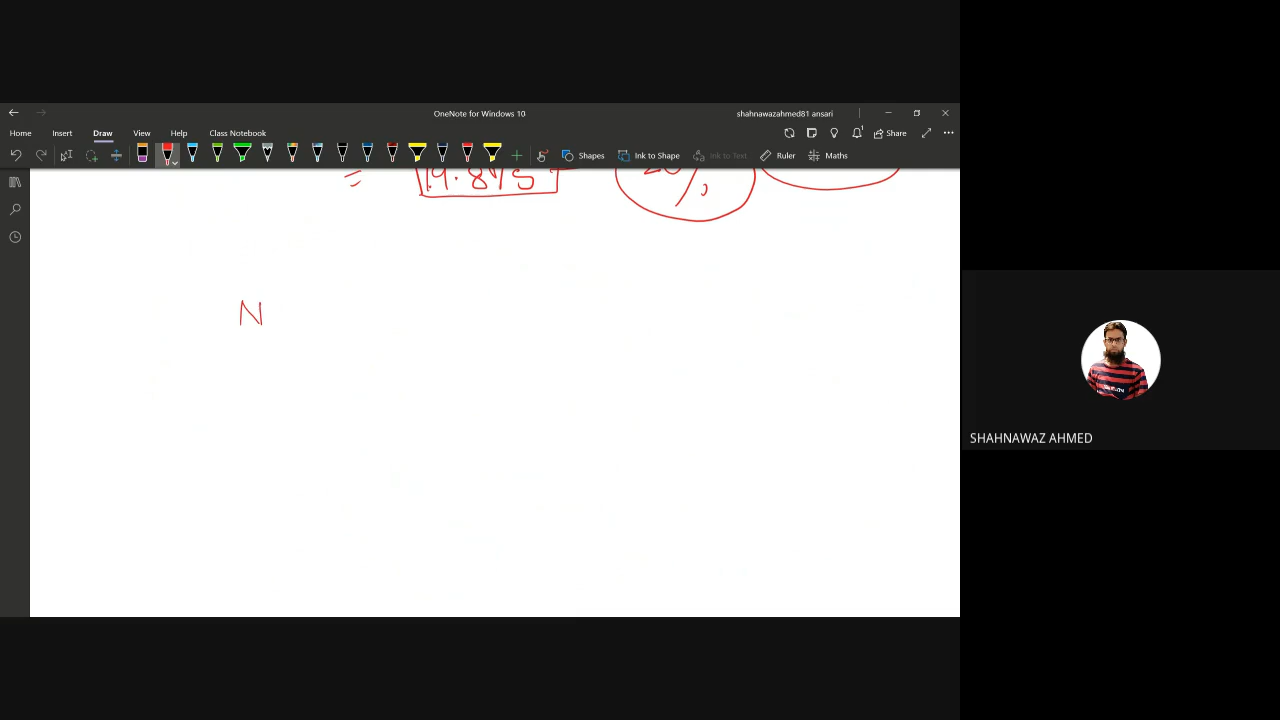 OneNote for Windows 10
shahnawazahmed81 ansari
Home Insert Draw View Help Class Notebook
Share
Shapes Ink to Shape Ink to Text Ruler Maths
= 19.875
N
SHAHNAWAZ AHMED